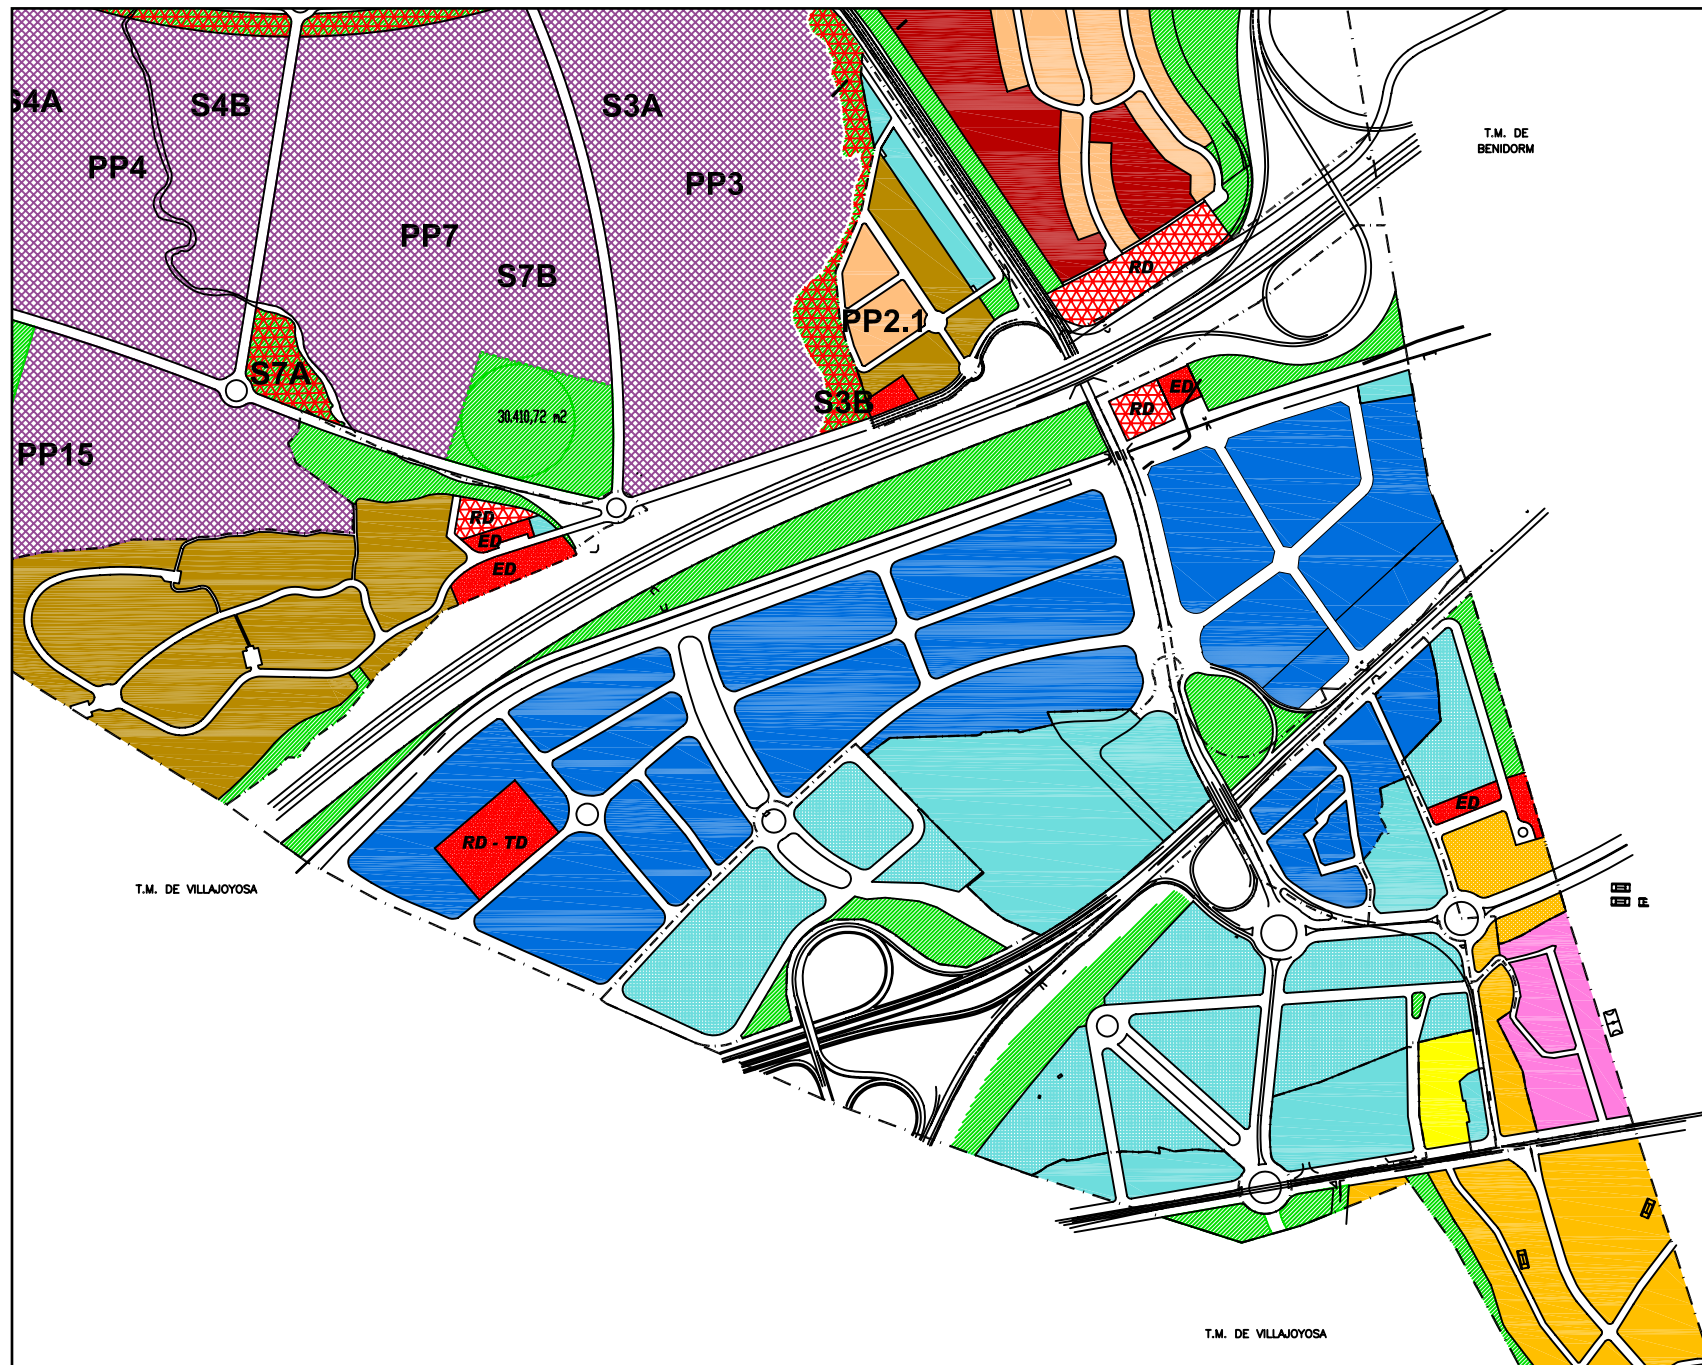 S4A
S4B
S3A
T.M. DE
BENIDORM
PP4
PP3
PP7
S7B
RD
PP2.1
S7A
S3B
ED
RD
30.410,72 m2
PP15
RD
ED
ED
ED
RD - TD
T.M. DE VILLAJOYOSA
T.M. DE VILLAJOYOSA